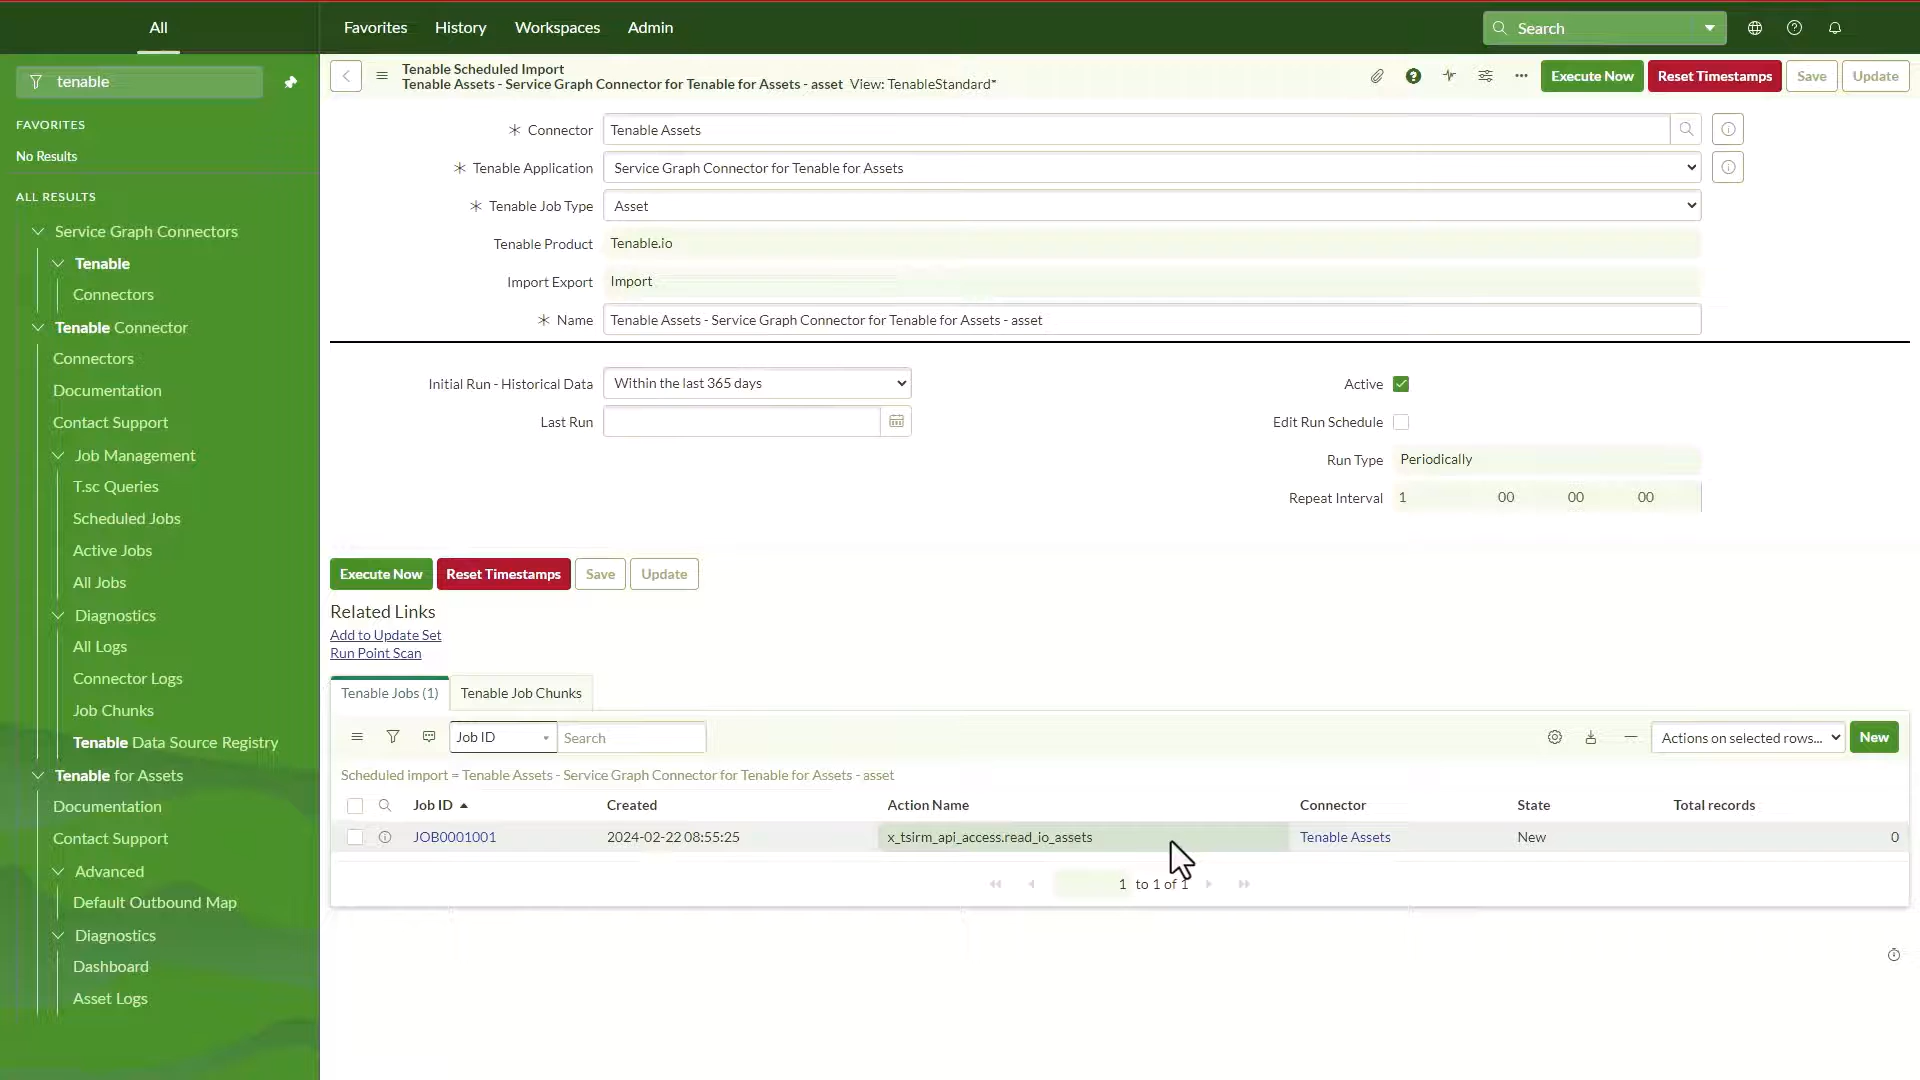 All
Favorites History Workspaces Admin
Search
tenable
FAVORITES
No Results
ALL RESULTS
Service Graph Connectors
Tenable
Connectors
Tenable Connector
Connectors
Documentation
Contact Support
Job Management
T.sc Queries
Scheduled Jobs
Active Jobs
All Jobs
Diagnostics
All Logs
Connector Logs
Job Chunks
Tenable Data Source Registry
Tenable for Assets
Documentation
Contact Support
Advanced
Default Outbound Map
Diagnostics
Dashboard
Asset Logs
Tenable Scheduled Import
Tenable Assets - Service Graph Connector for Tenable for Assets - asset View: TenableStandard*
Execute Now Reset Timestamps Save Update
Connector Tenable Assets
Tenable Application Service Graph Connector for Tenable for Assets
Tenable Job Type Asset
Tenable Product Tenable.io
Import Export Import
Name Tenable Assets - Service Graph Connector for Tenable for Assets - asset
Initial Run - Historical Data Within the last 365 days
Last Run
Active
Edit Run Schedule
Run Type Periodically
Repeat Interval 1 00 00 00
Execute Now Reset Timestamps Save Update
Related Links
Add to Update Set
Run Point Scan
Tenable Jobs (1) Tenable Job Chunks
Job ID Search Actions on selected rows... New
Scheduled import = Tenable Assets - Service Graph Connector for Tenable for Assets - asset
Job ID Created Action Name Connector State Total records
JOB0001001 2024-02-22 08:55:25 x_tsirm_api_access.read_io_assets Tenable Assets New 0
1 to 1 of 1